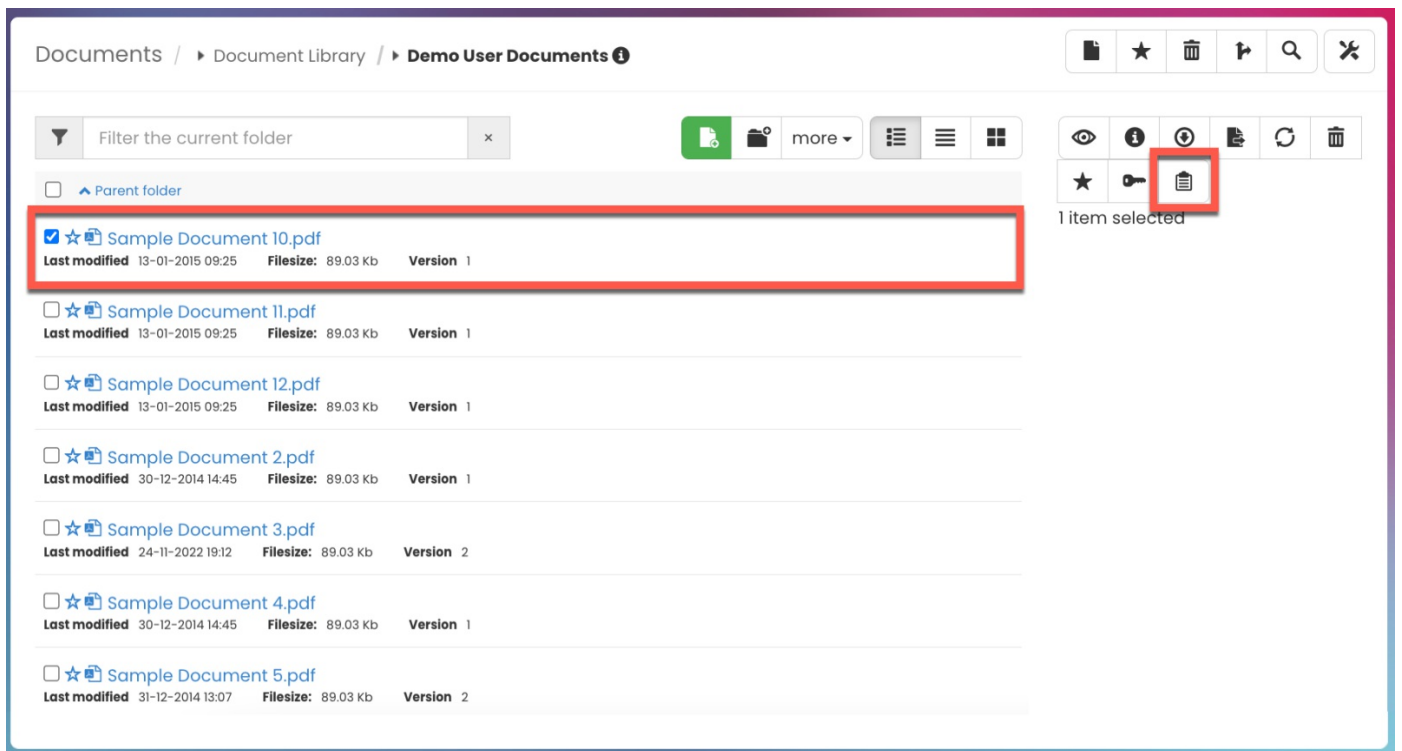 Documents / Document Library / Demo User Documents
Filter the current folder ×
more
Parent folder
1 item selected
Sample Document 10.pdf
Last modified 13-01-2015 09:25 Filesize: 89.03 Kb Version 1
Sample Document 11.pdf
Last modified 13-01-2015 09:25 Filesize: 89.03 Kb Version 1
Sample Document 12.pdf
Last modified 13-01-2015 09:25 Filesize: 89.03 Kb Version 1
Sample Document 2.pdf
Last modified 30-12-2014 14:45 Filesize: 89.03 Kb Version 1
Sample Document 3.pdf
Last modified 24-11-2022 19:12 Filesize: 89.03 Kb Version 2
Sample Document 4.pdf
Last modified 30-12-2014 14:45 Filesize: 89.03 Kb Version 1
Sample Document 5.pdf
Last modified 31-12-2014 13:07 Filesize: 89.03 Kb Version 2